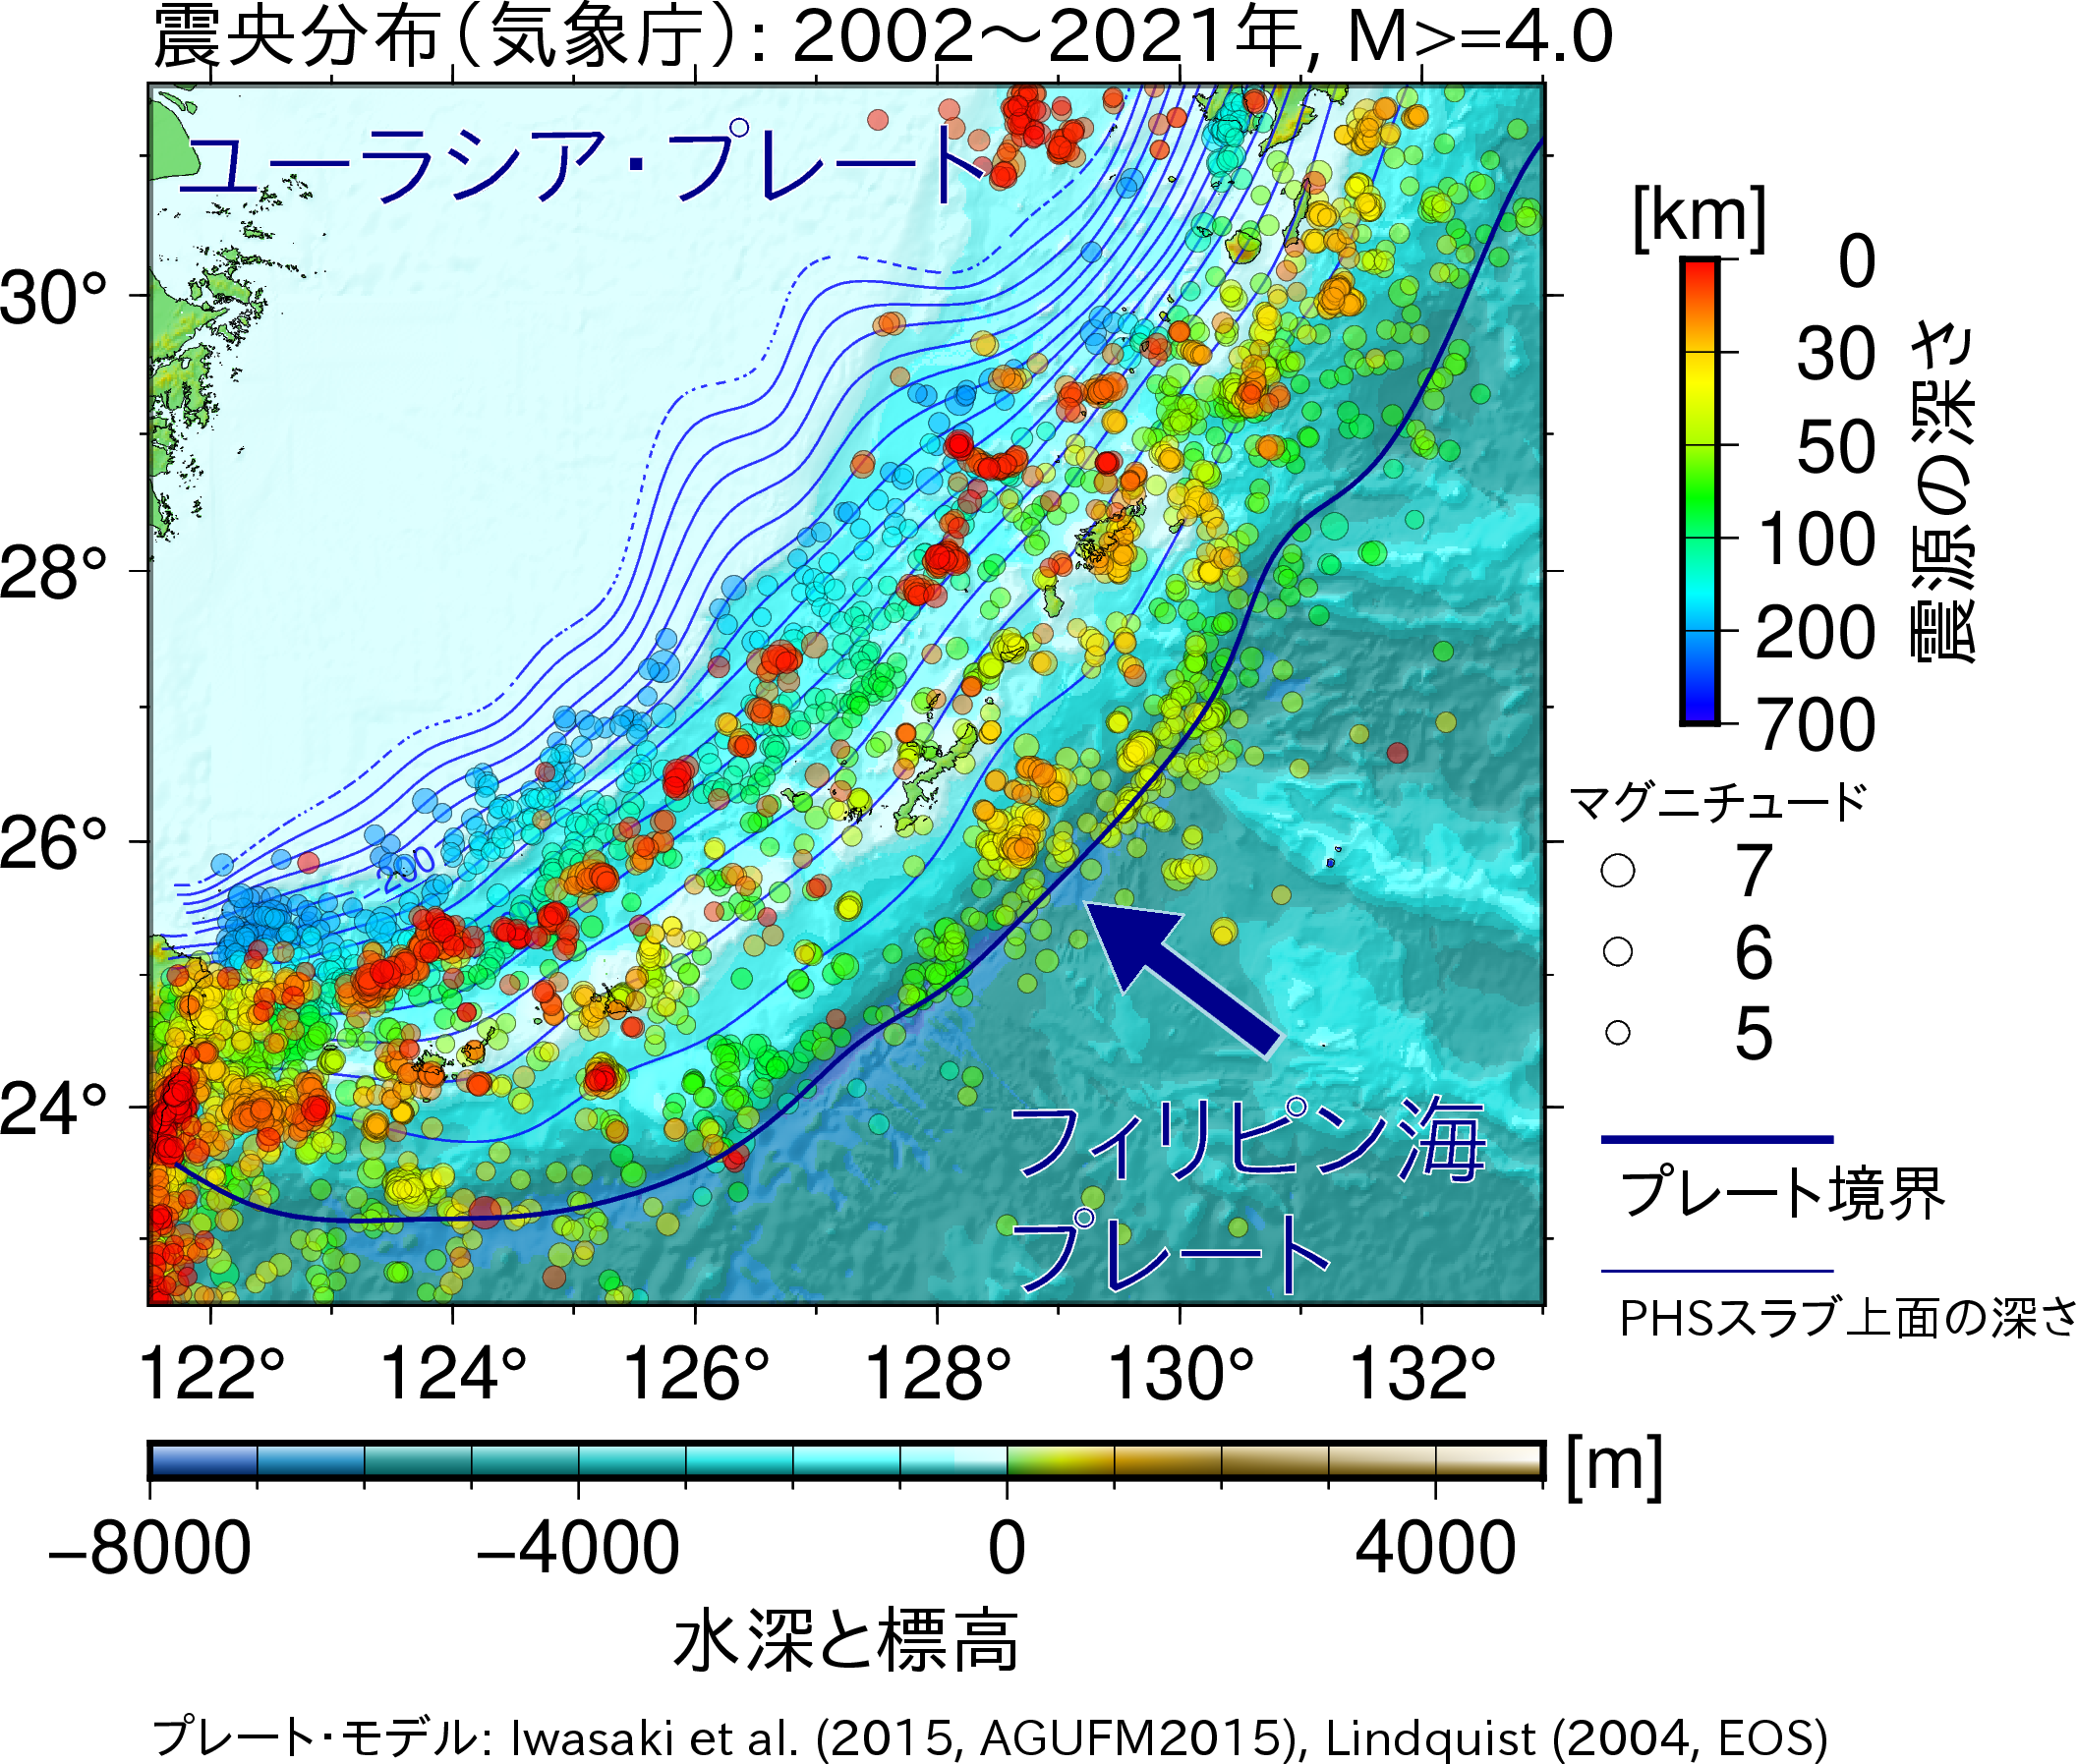 震央分布（気象庁）: 2002～2021年, M>=4.0
ユーラシア・プレート
フィリピン海
プレート
200
30°
28°
26°
24°
122°
124°
126°
128°
130°
132°
[km]
0
30
50
100
200
700
震源の深さ
マグニチュード
7
6
5
プレート境界
PHSスラブ上面の深さ
[m]
−8000
−4000
0
4000
水深と標高
プレート・モデル: Iwasaki et al. (2015, AGUFM2015), Lindquist (2004, EOS)